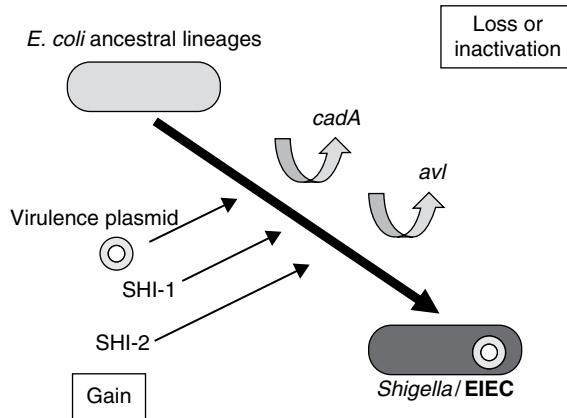 Loss or
inactivation
E. coli ancestral lineages
cadA
avl
Virulence plasmid
SHI-1
SHI-2
Gain
Shigella/EIEC